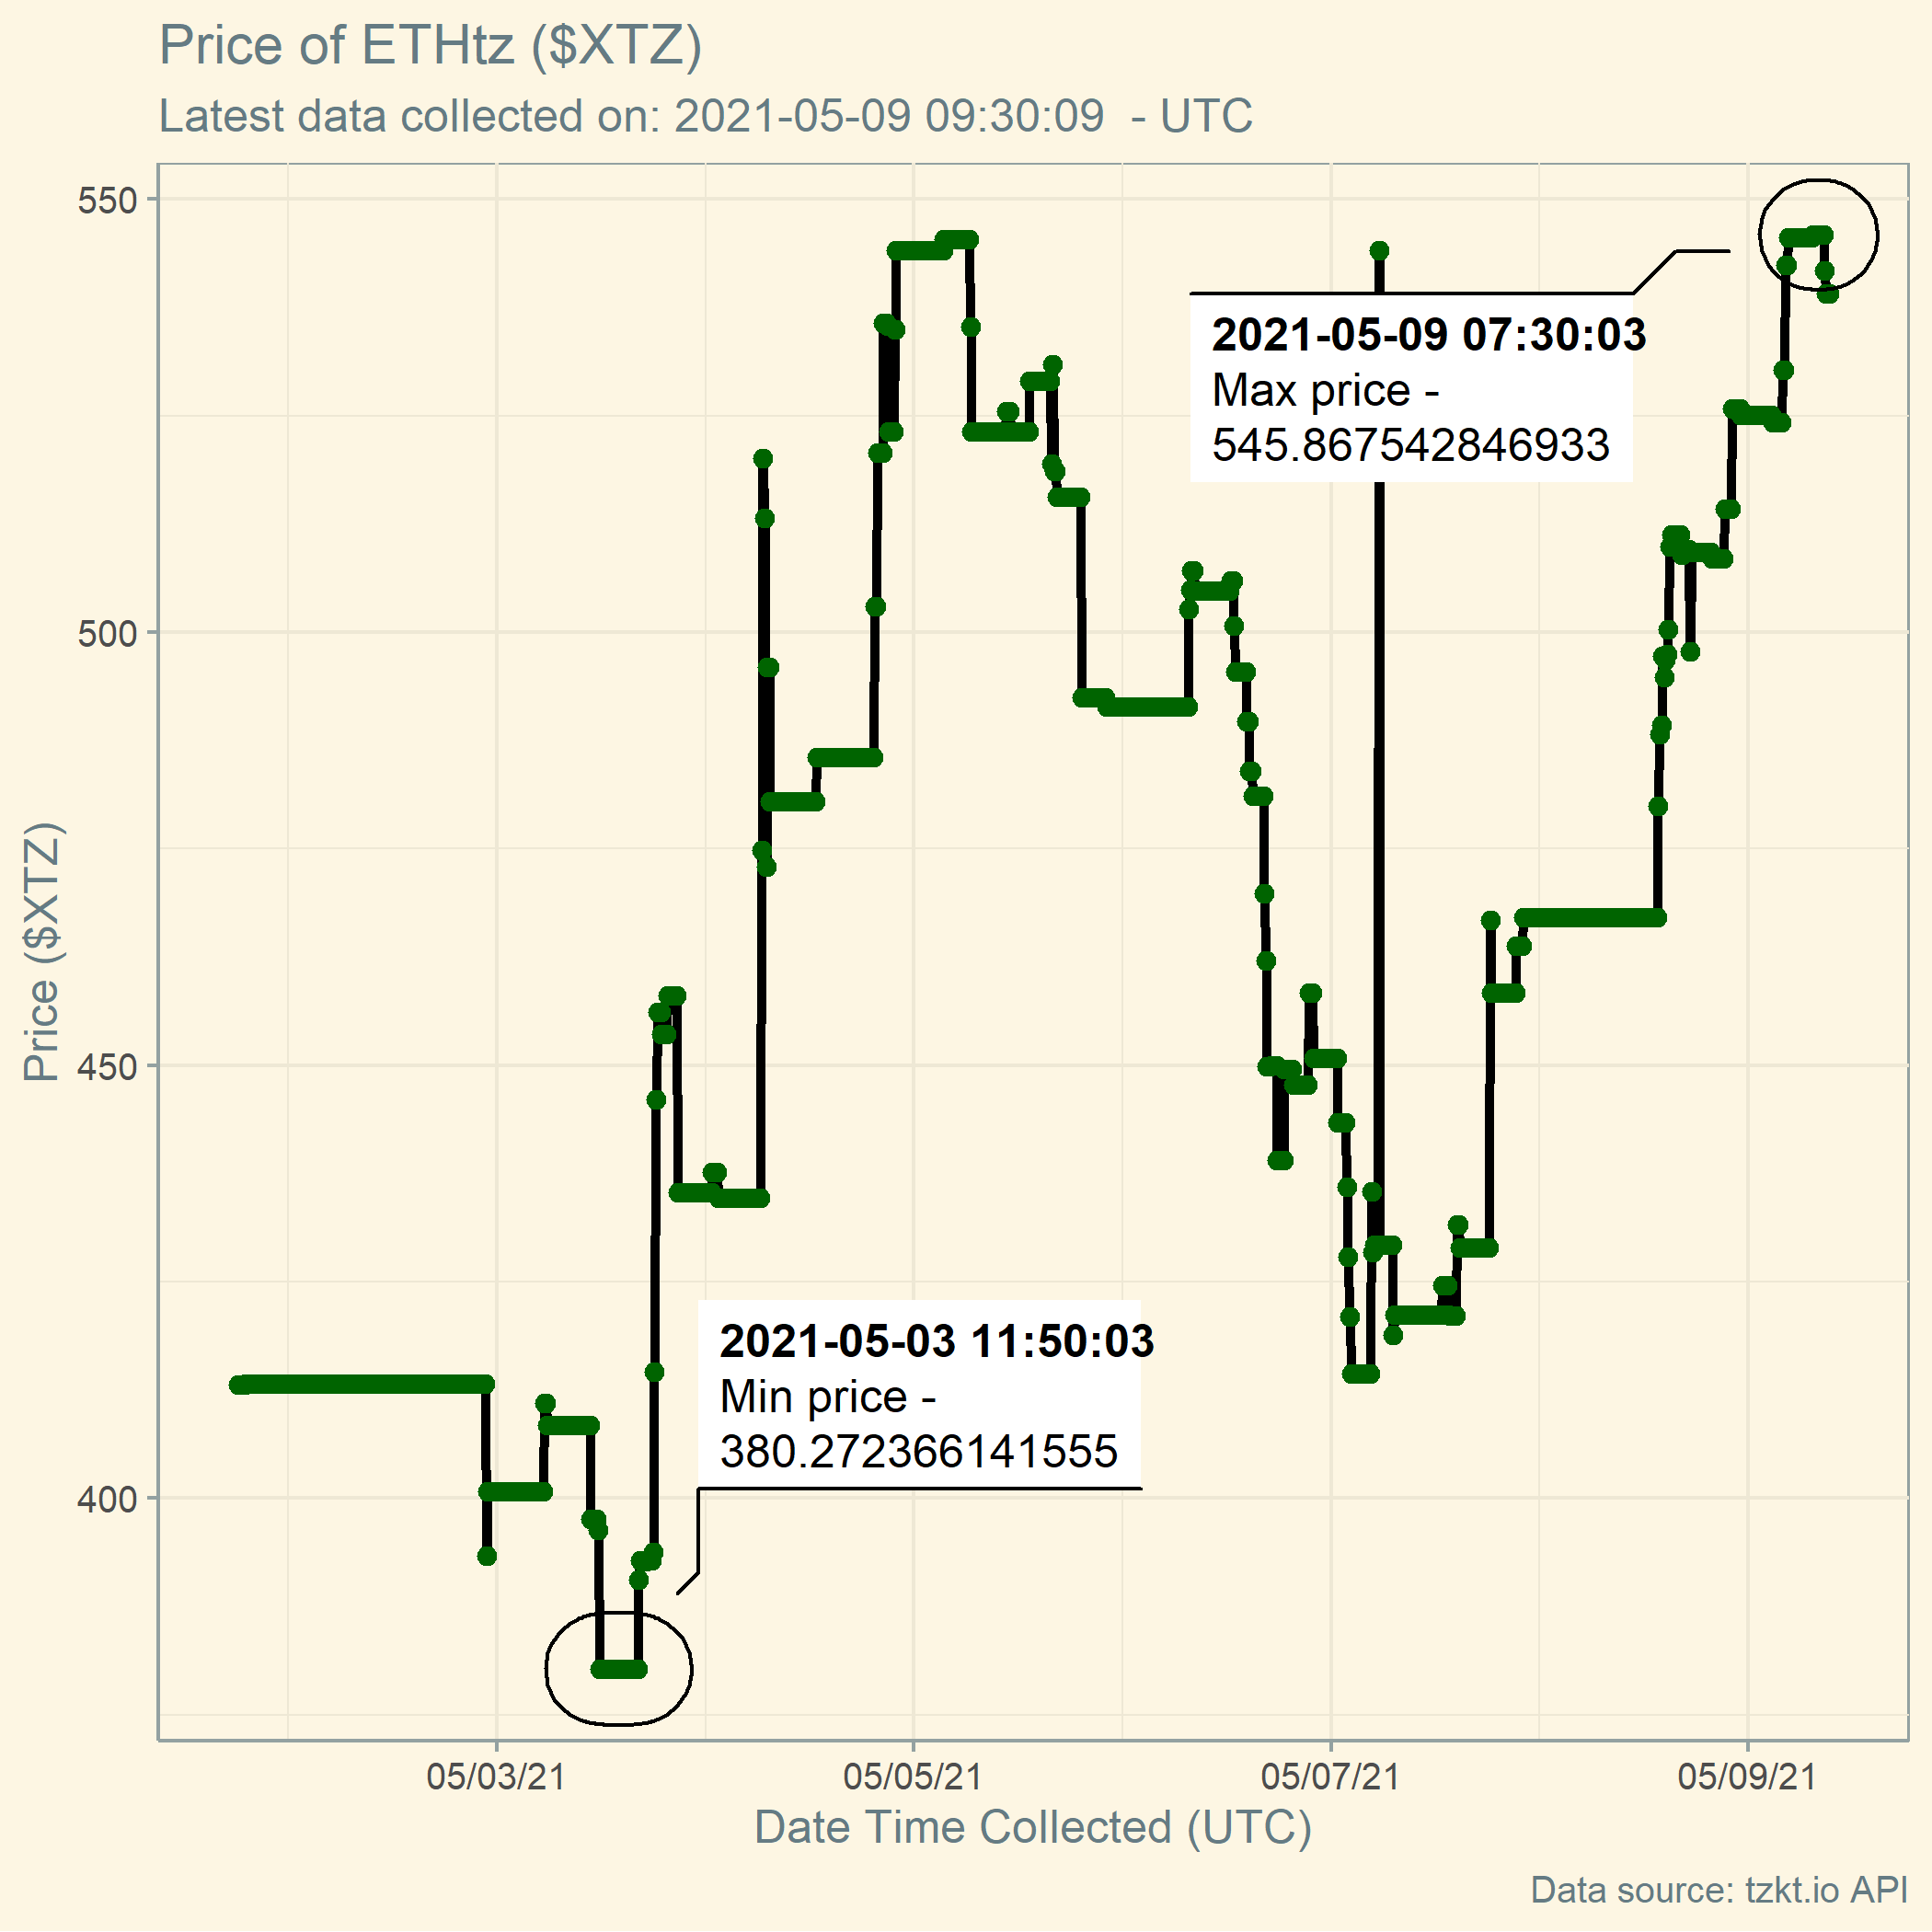 Price of ETHtz ($XTZ)
Latest data collected on: 2021-05-09 09:30:09  - UTC
550
500
450
400
Price ($XTZ)
2021-05-09 07:30:03
Max price -
545.867542846933
2021-05-03 11:50:03
Min price -
380.272366141555
05/03/21
05/05/21
05/07/21
05/09/21
Date Time Collected (UTC)
Data source: tzkt.io API